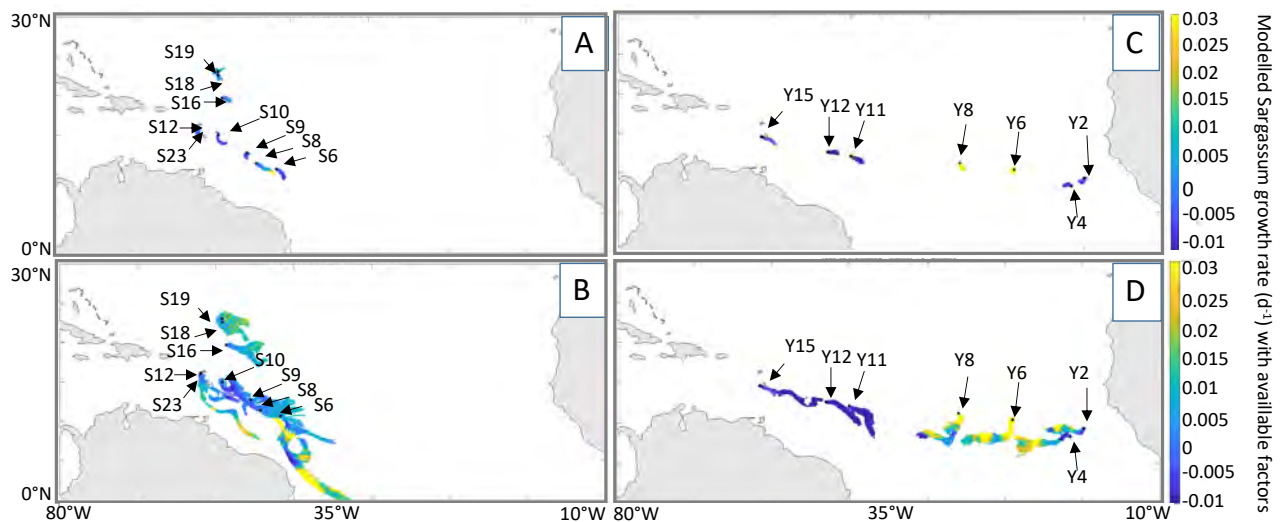 30°N
S19
S18
S16
S10
S12
S9
S8
S6
S23
A
0°N
C
Y15
Y12
Y11
Y8
Y6
Y2
Y4
0.03
0.025
0.02
0.015
0.01
0.005
0
-0.005
-0.01
30°N
S19
S18
S16
S10
S12
S9
S8
S6
S23
B
0°N
80°W
35°W
10°W
D
Y15
Y12
Y11
Y8
Y6
Y2
Y4
80°W
35°W
10°W
0.03
0.025
0.02
0.015
0.01
0.005
0
-0.005
-0.01
Modelled Sargassum growth rate (d⁻¹) with availlable factors